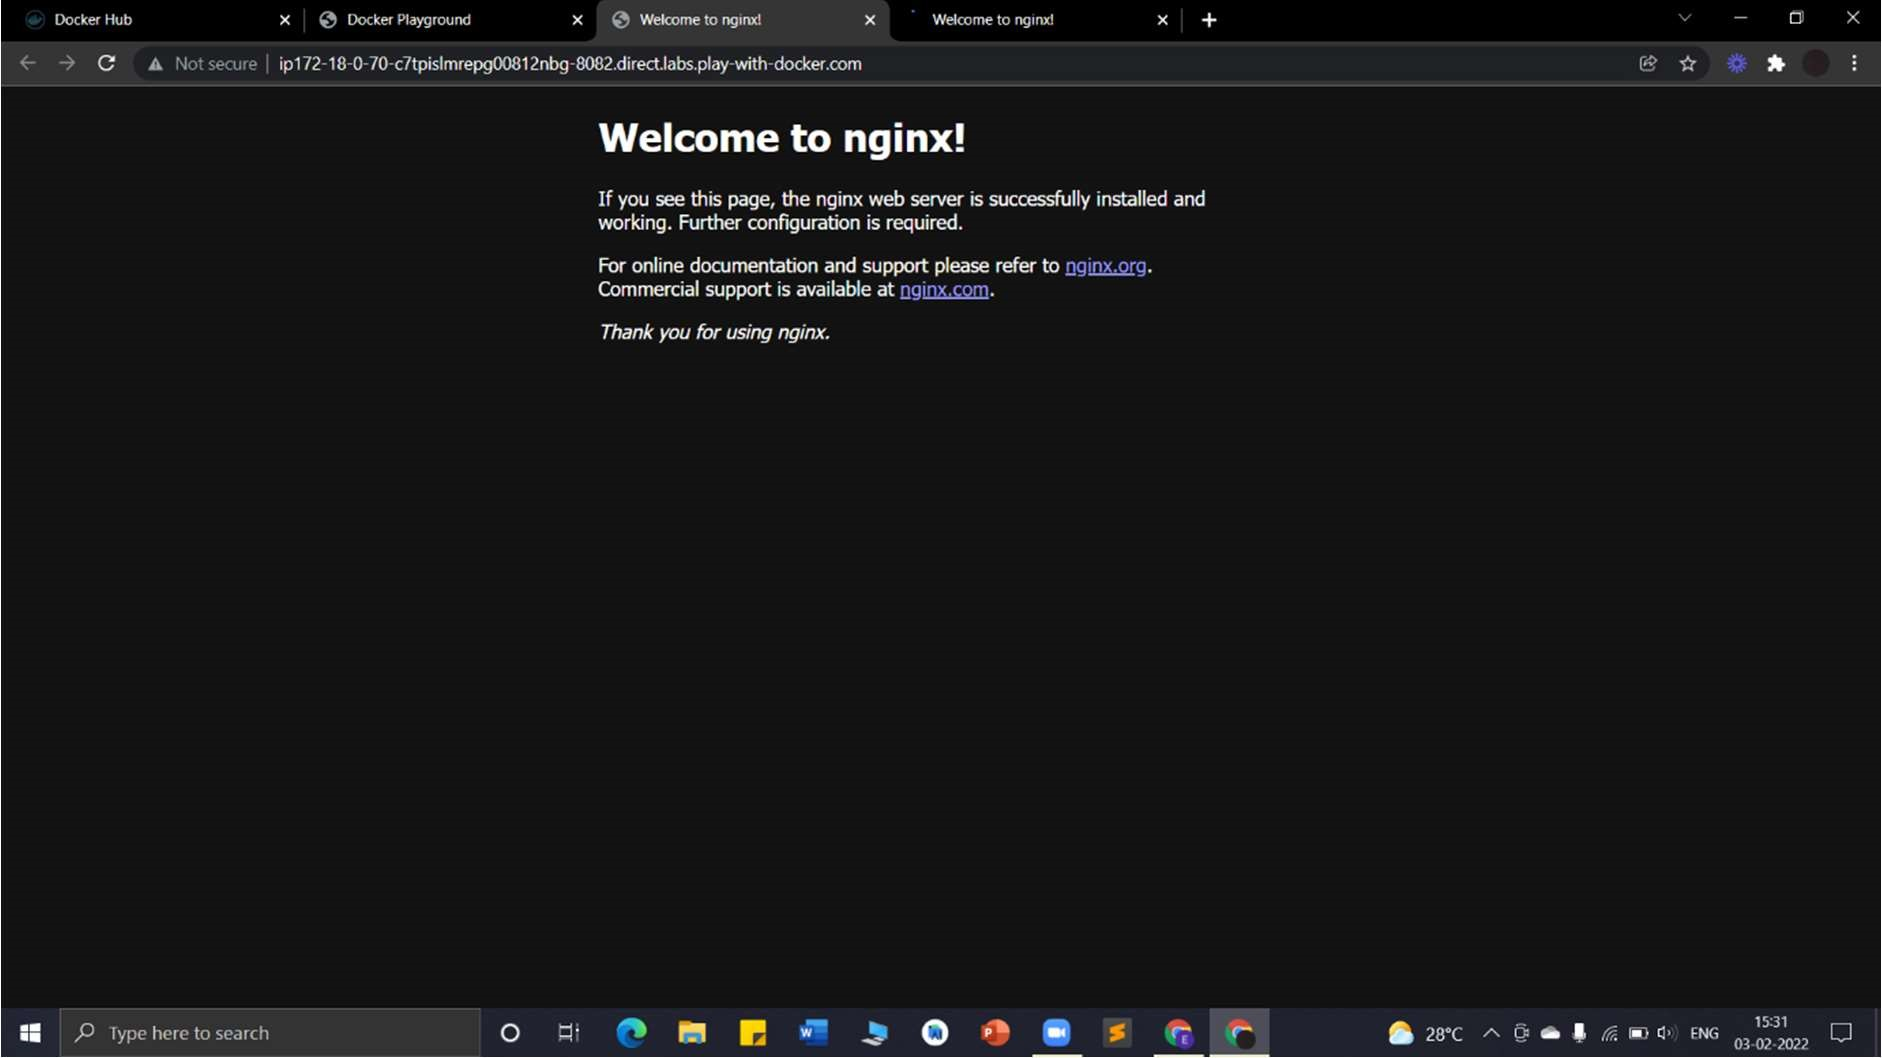 Docker Hub
Docker Playground
Welcome to nginx!
Welcome to nginx!
Not secure
ip172-18-0-70-c7tpislmrepg00812nbg-8082.direct.labs.play-with-docker.com
Welcome to nginx!
If you see this page, the nginx web server is successfully installed and
working. Further configuration is required.
For online documentation and support please refer to nginx.org.
Commercial support is available at nginx.com.
Thank you for using nginx.
Type here to search
28°C
ENG
15:31
03-02-2022